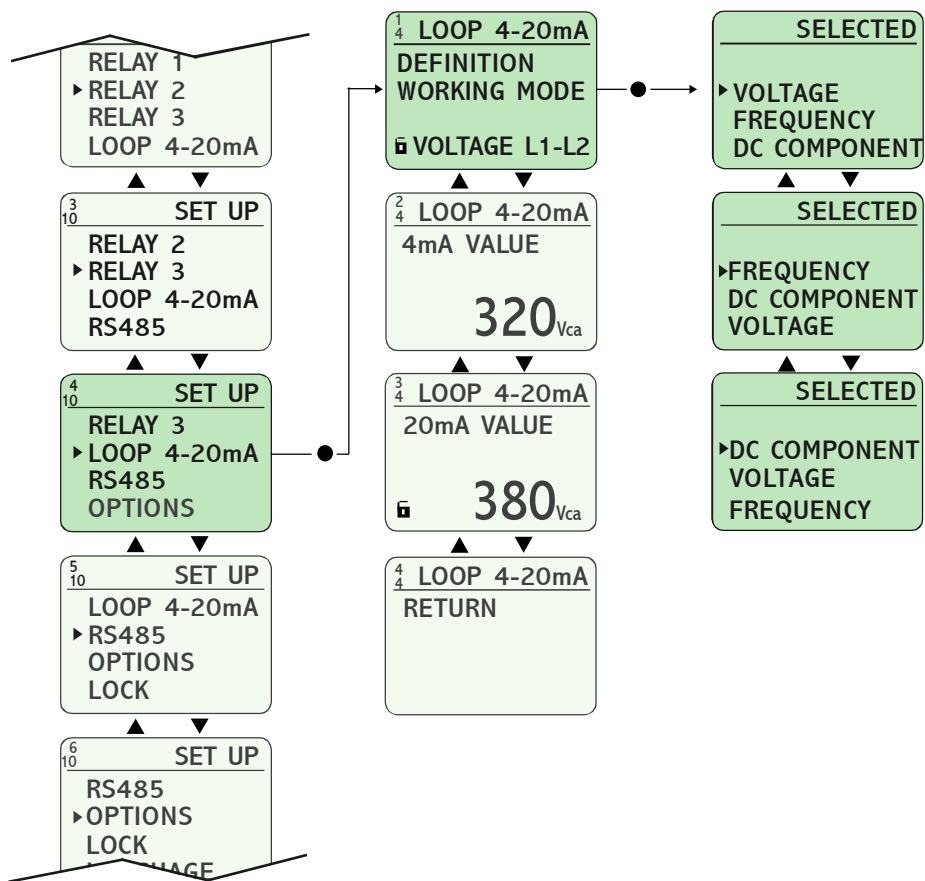 RELAY 1
RELAY 2
RELAY 3
LOOP 4-20mA
3
10
SET UP
RELAY 2
RELAY 3
LOOP 4-20mA
RS485
4
10
SET UP
RELAY 3
LOOP 4-20mA
RS485
OPTIONS
5
10
SET UP
LOOP 4-20mA
RS485
OPTIONS
LOCK
6
10
SET UP
RS485
OPTIONS
LOCK
1
4
LOOP 4-20mA
DEFINITION
WORKING MODE
VOLTAGE L1-L2
2
4
LOOP 4-20mA
4mA VALUE
320Vca
3
4
LOOP 4-20mA
20mA VALUE
380Vca
4
4
LOOP 4-20mA
RETURN
SELECTED
VOLTAGE
FREQUENCY
DC COMPONENT
SELECTED
FREQUENCY
DC COMPONENT
VOLTAGE
SELECTED
DC COMPONENT
VOLTAGE
FREQUENCY